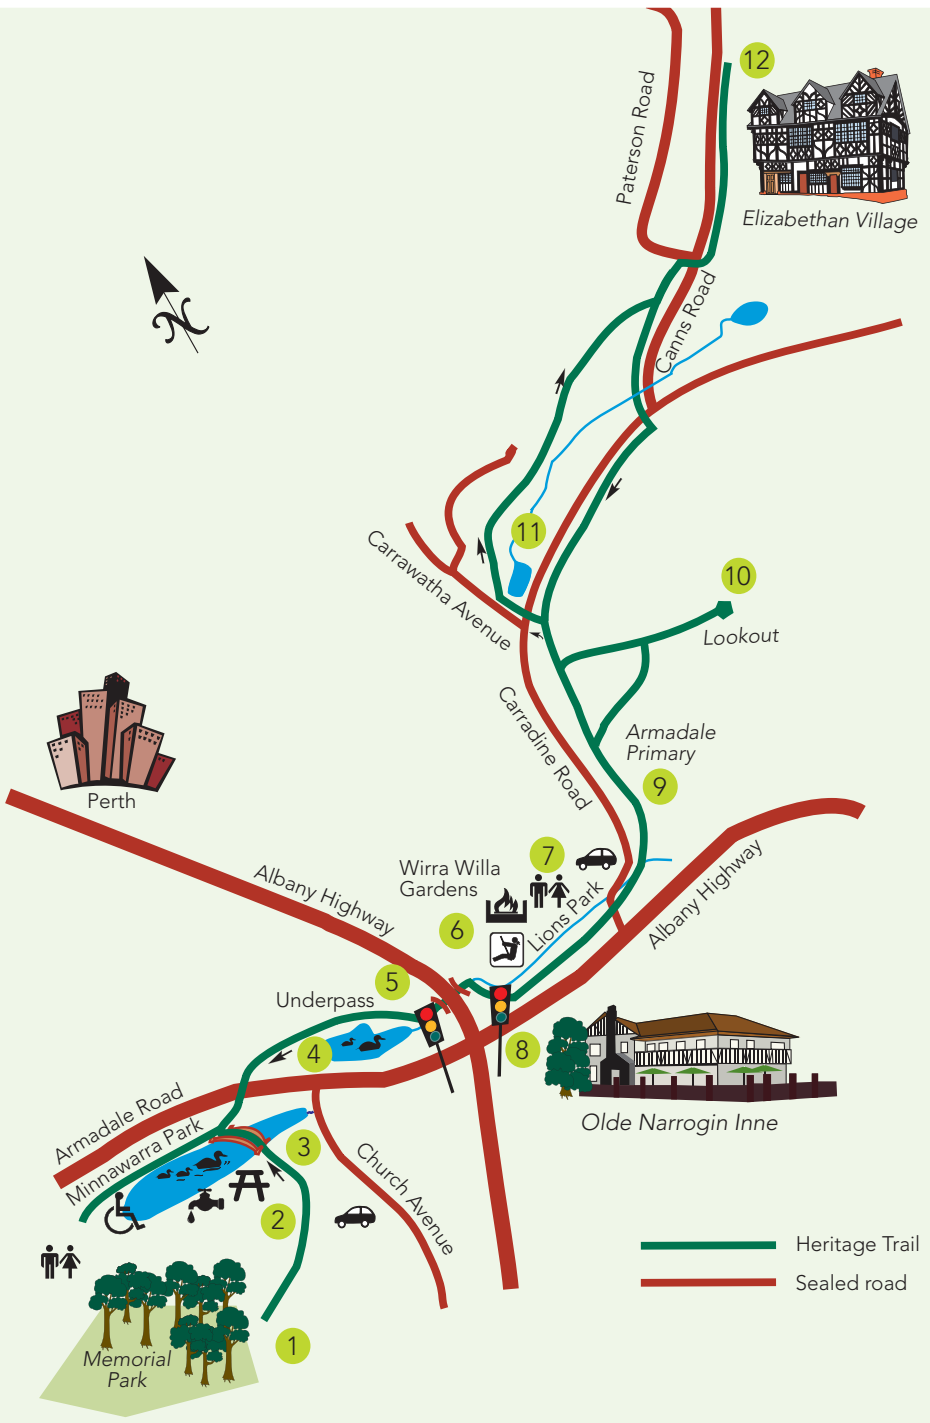 12
Paterson Road
Elizabethan Village
N
Canns Road
11
Carrawatha Avenue
10
Lookout
Carradine Road
Armadale
Primary
9
Perth
Albany Highway
7
Wirra Willa
Gardens
6
Lions Park
Albany Highway
5
Underpass
4
8
Olde Narrogin Inne
Armadale Road
Minnawarra Park
3
Church Avenue
2
Heritage Trail
Sealed road
1
Memorial
Park